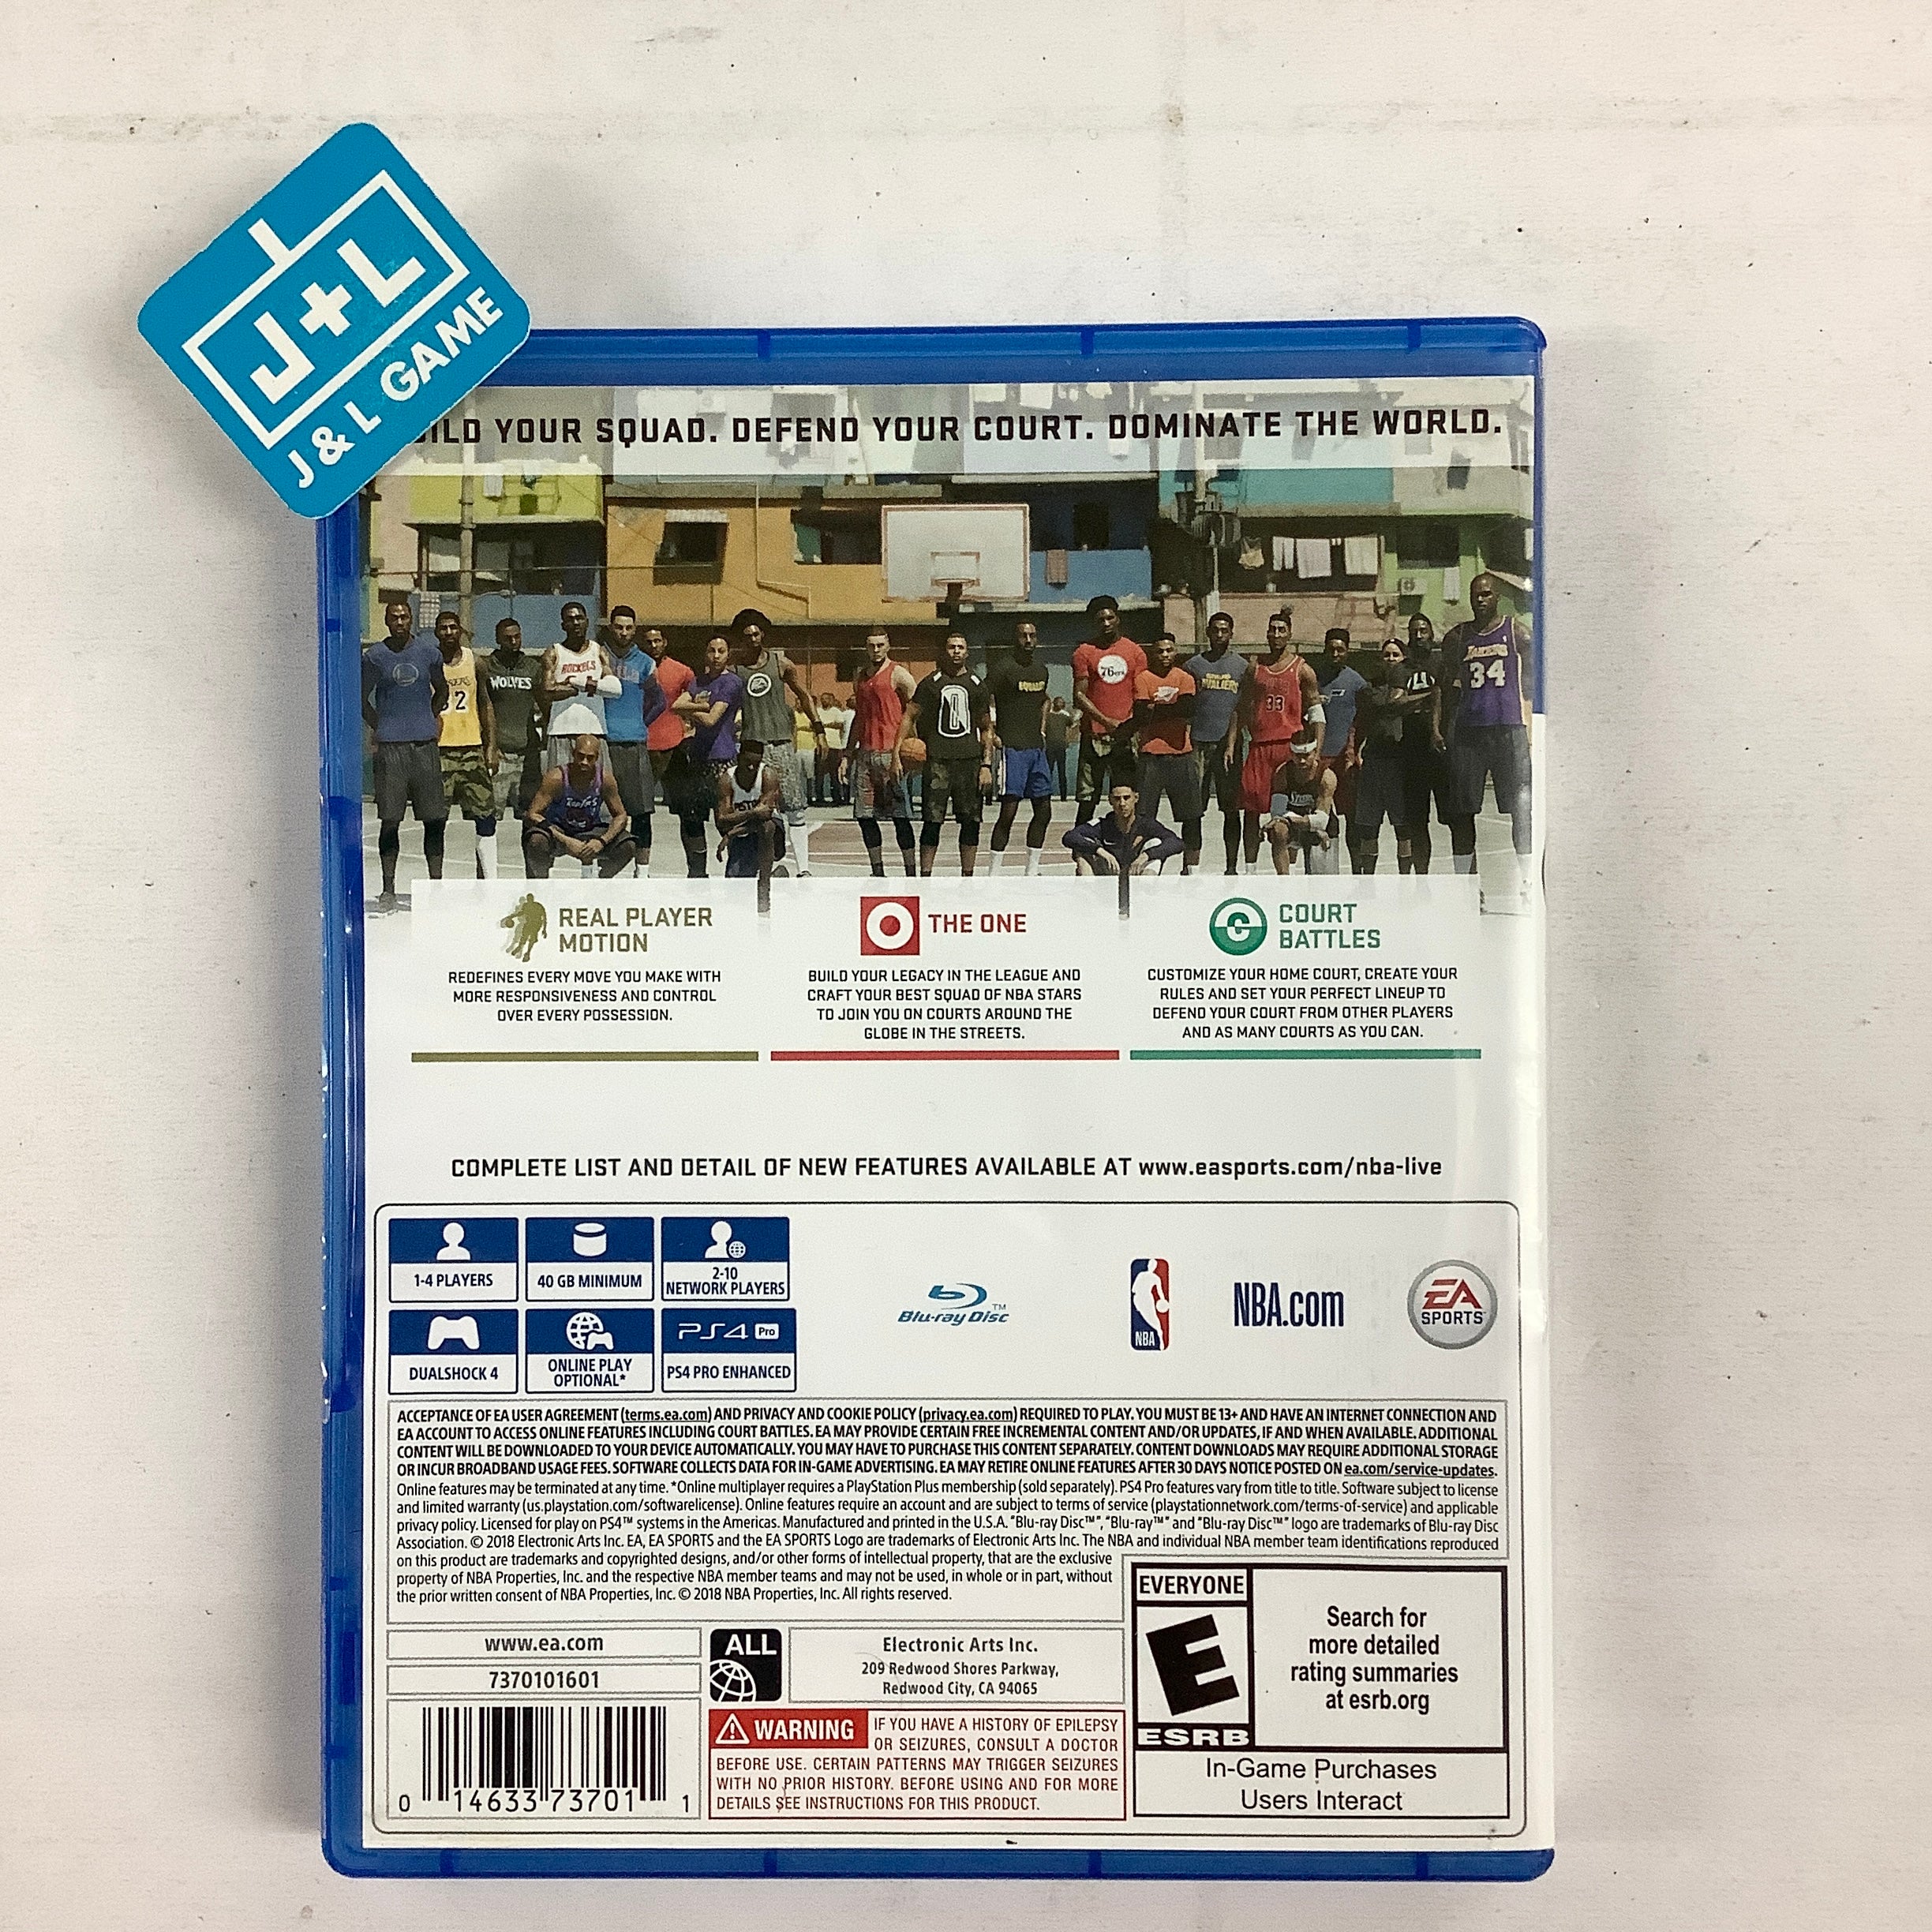 J+L
J & L GAME
ILD YOUR SQUAD. DEFEND YOUR COURT. DOMINATE THE WORLD.
WOLVES
ROCKETS
76ers
33
LAKERS
34
REAL PLAYER
MOTION
REDEFINES EVERY MOVE YOU MAKE WITH
MORE RESPONSIVENESS AND CONTROL
OVER EVERY POSSESSION.
THE ONE
BUILD YOUR LEGACY IN THE LEAGUE AND
CRAFT YOUR BEST SQUAD OF NBA STARS
TO JOIN YOU ON COURTS AROUND THE
GLOBE IN THE STREETS.
C
COURT
BATTLES
CUSTOMIZE YOUR HOME COURT, CREATE YOUR
RULES AND SET YOUR PERFECT LINEUP TO
DEFEND YOUR COURT FROM OTHER PLAYERS
AND AS MANY COURTS AS YOU CAN.
COMPLETE LIST AND DETAIL OF NEW FEATURES AVAILABLE AT www.easports.com/nba-live
1-4 PLAYERS
40 GB MINIMUM
2-10
NETWORK PLAYERS
DUALSHOCK 4
ONLINE PLAY
OPTIONAL*
PS4 Pro
PS4 PRO ENHANCED
Blu-ray Disc™
NBA
NBA.com
EA
SPORTS
ACCEPTANCE OF EA USER AGREEMENT (terms.ea.com) AND PRIVACY AND COOKIE POLICY (privacy.ea.com) REQUIRED TO PLAY. YOU MUST BE 13+ AND HAVE AN INTERNET CONNECTION AND
EA ACCOUNT TO ACCESS ONLINE FEATURES INCLUDING COURT BATTLES. EA MAY PROVIDE CERTAIN FREE INCREMENTAL CONTENT AND/OR UPDATES, IF AND WHEN AVAILABLE. ADDITIONAL
CONTENT WILL BE DOWNLOADED TO YOUR DEVICE AUTOMATICALLY. YOU MAY HAVE TO PURCHASE THIS CONTENT SEPARATELY. CONTENT DOWNLOADS MAY REQUIRE ADDITIONAL STORAGE
OR INCUR BROADBAND USAGE FEES. SOFTWARE COLLECTS DATA FOR IN-GAME ADVERTISING. EA MAY RETIRE ONLINE FEATURES AFTER 30 DAYS NOTICE POSTED ON ea.com/service-updates.
Online features may be terminated at any time. *Online multiplayer requires a PlayStation Plus membership (sold separately). PS4 Pro features vary from title to title. Software subject to license
and limited warranty (us.playstation.com/softwarelicense). Online features require an account and are subject to terms of service (playstationnetwork.com/terms-of-service) and applicable
privacy policy. Licensed for play on PS4™ systems in the Americas. Manufactured and printed in the U.S.A. "Blu-ray Disc™", "Blu-ray™" and "Blu-ray Disc™" logo are trademarks of Blu-ray Disc
Association. © 2018 Electronic Arts Inc. EA, EA SPORTS and the EA SPORTS Logo are trademarks of Electronic Arts Inc. The NBA and individual NBA member team identifications reproduced
on this product are trademarks and copyrighted designs, and/or other forms of intellectual property, that are the exclusive
property of NBA Properties, Inc. and the respective NBA member teams and may not be used, in whole or in part, without
the prior written consent of NBA Properties, Inc. © 2018 NBA Properties, Inc. All rights reserved.
www.ea.com
7370101601
0 14633 73701 1
ALL
Electronic Arts Inc.
209 Redwood Shores Parkway,
Redwood City, CA 94065
WARNING IF YOU HAVE A HISTORY OF EPILEPSY
OR SEIZURES, CONSULT A DOCTOR
BEFORE USE. CERTAIN PATTERNS MAY TRIGGER SEIZURES
WITH NO PRIOR HISTORY. BEFORE USING AND FOR MORE
DETAILS SEE INSTRUCTIONS FOR THIS PRODUCT.
EVERYONE
E
ESRB
Search for
more detailed
rating summaries
at esrb.org
In-Game Purchases
Users Interact